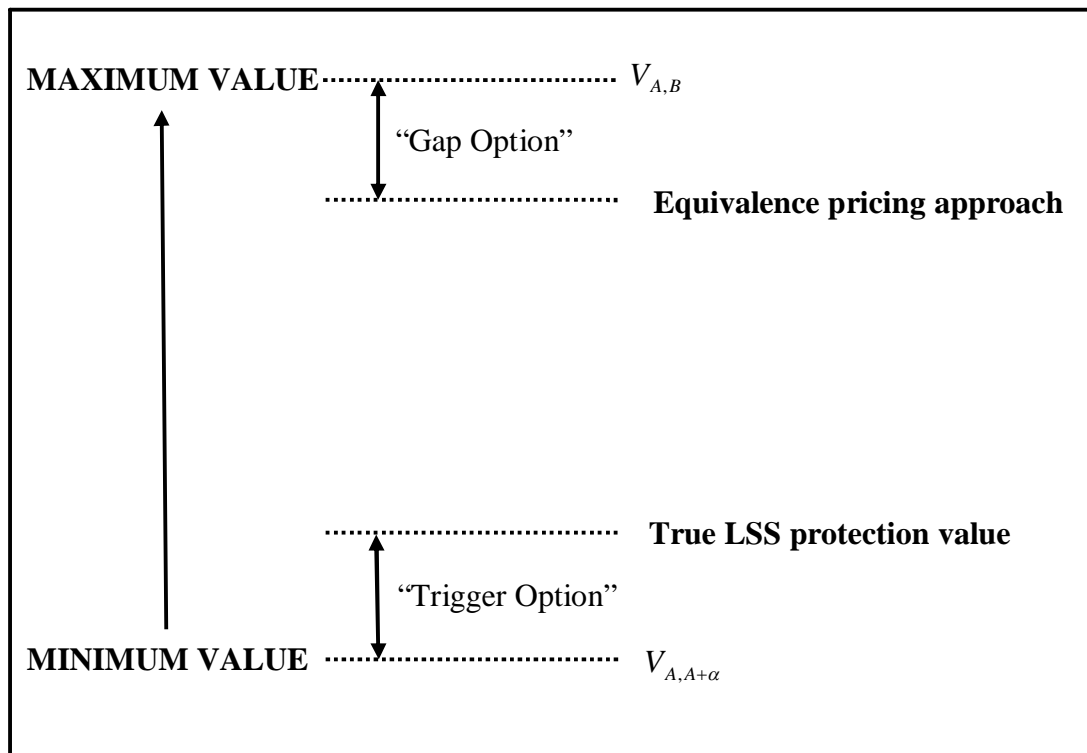 MAXIMUM VALUE V_{A,B}
“Gap Option”
Equivalence pricing approach
True LSS protection value
“Trigger Option”
MINIMUM VALUE V_{A,A+α}